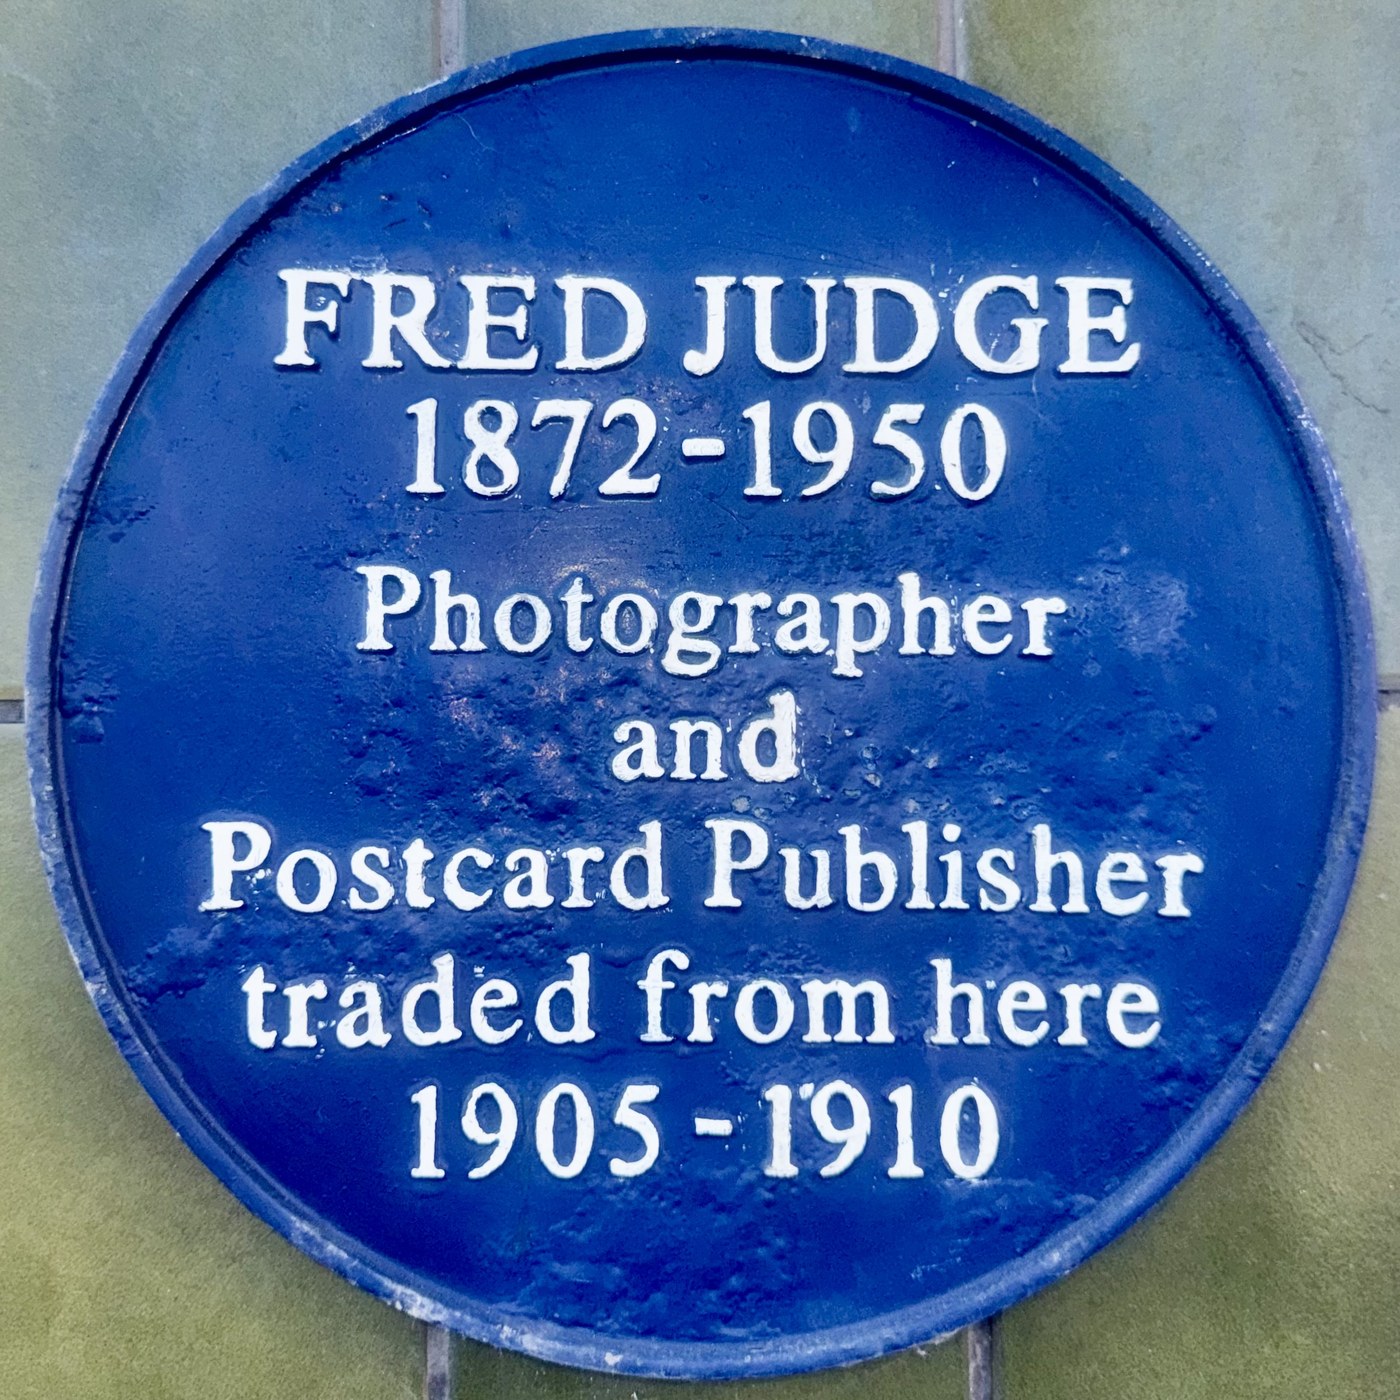 FRED JUDGE
1872-1950
Photographer
and
Postcard Publisher
traded from here
1905 - 1910